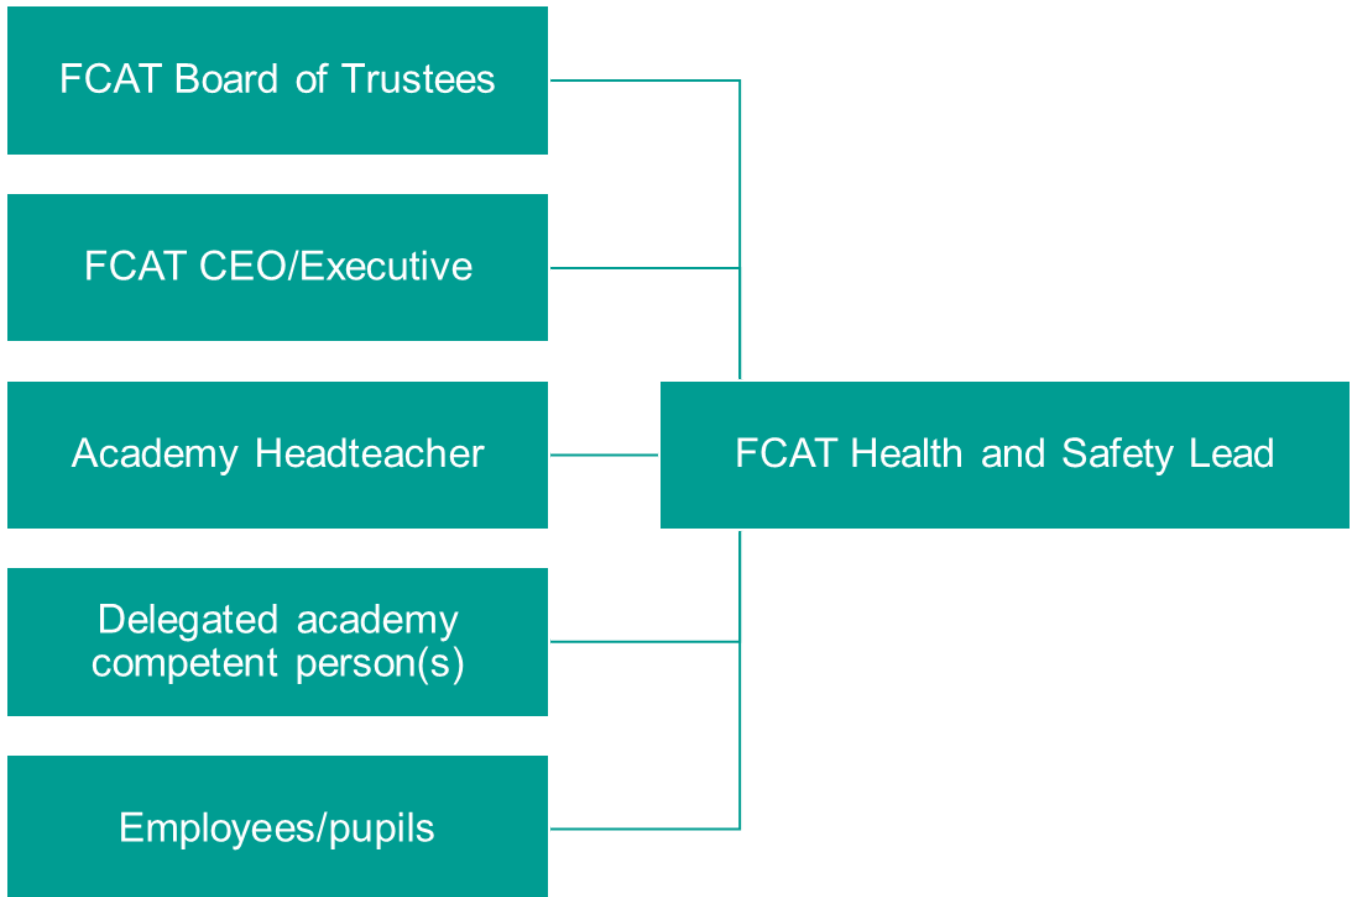 FCAT Board of Trustees
FCAT CEO/Executive
Academy Headteacher
FCAT Health and Safety Lead
Delegated academy
competent person(s)
Employees/pupils